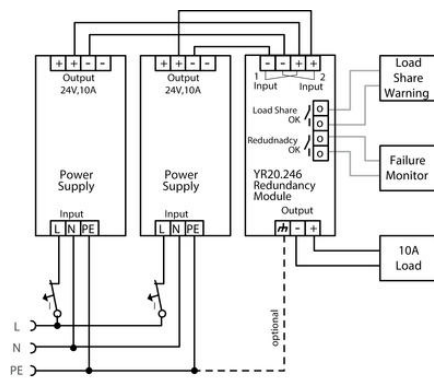 + + - -
+ + - -
- - + +
Output
24V,10A
Output
24V,10A
1 2
Input Input
Load Share
OK
Redudnadcy
OK
o
o
o
o
Load
Share
Warning
Failure
Monitor
Power
Supply
Power
Supply
YR20.246
Redundancy
Module
Input
L N PE
Input
L N PE
Output
- +
10A
Load
optional
L
N
PE